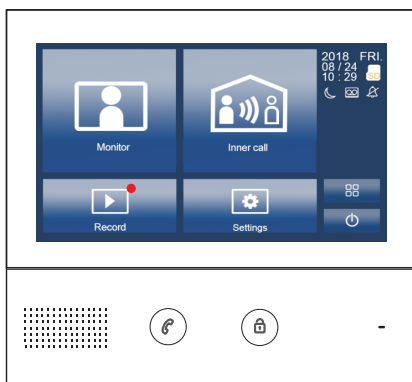 2018 FRI.
08 / 24
10 : 29 SD
Monitor
Inner call
Record
Settings